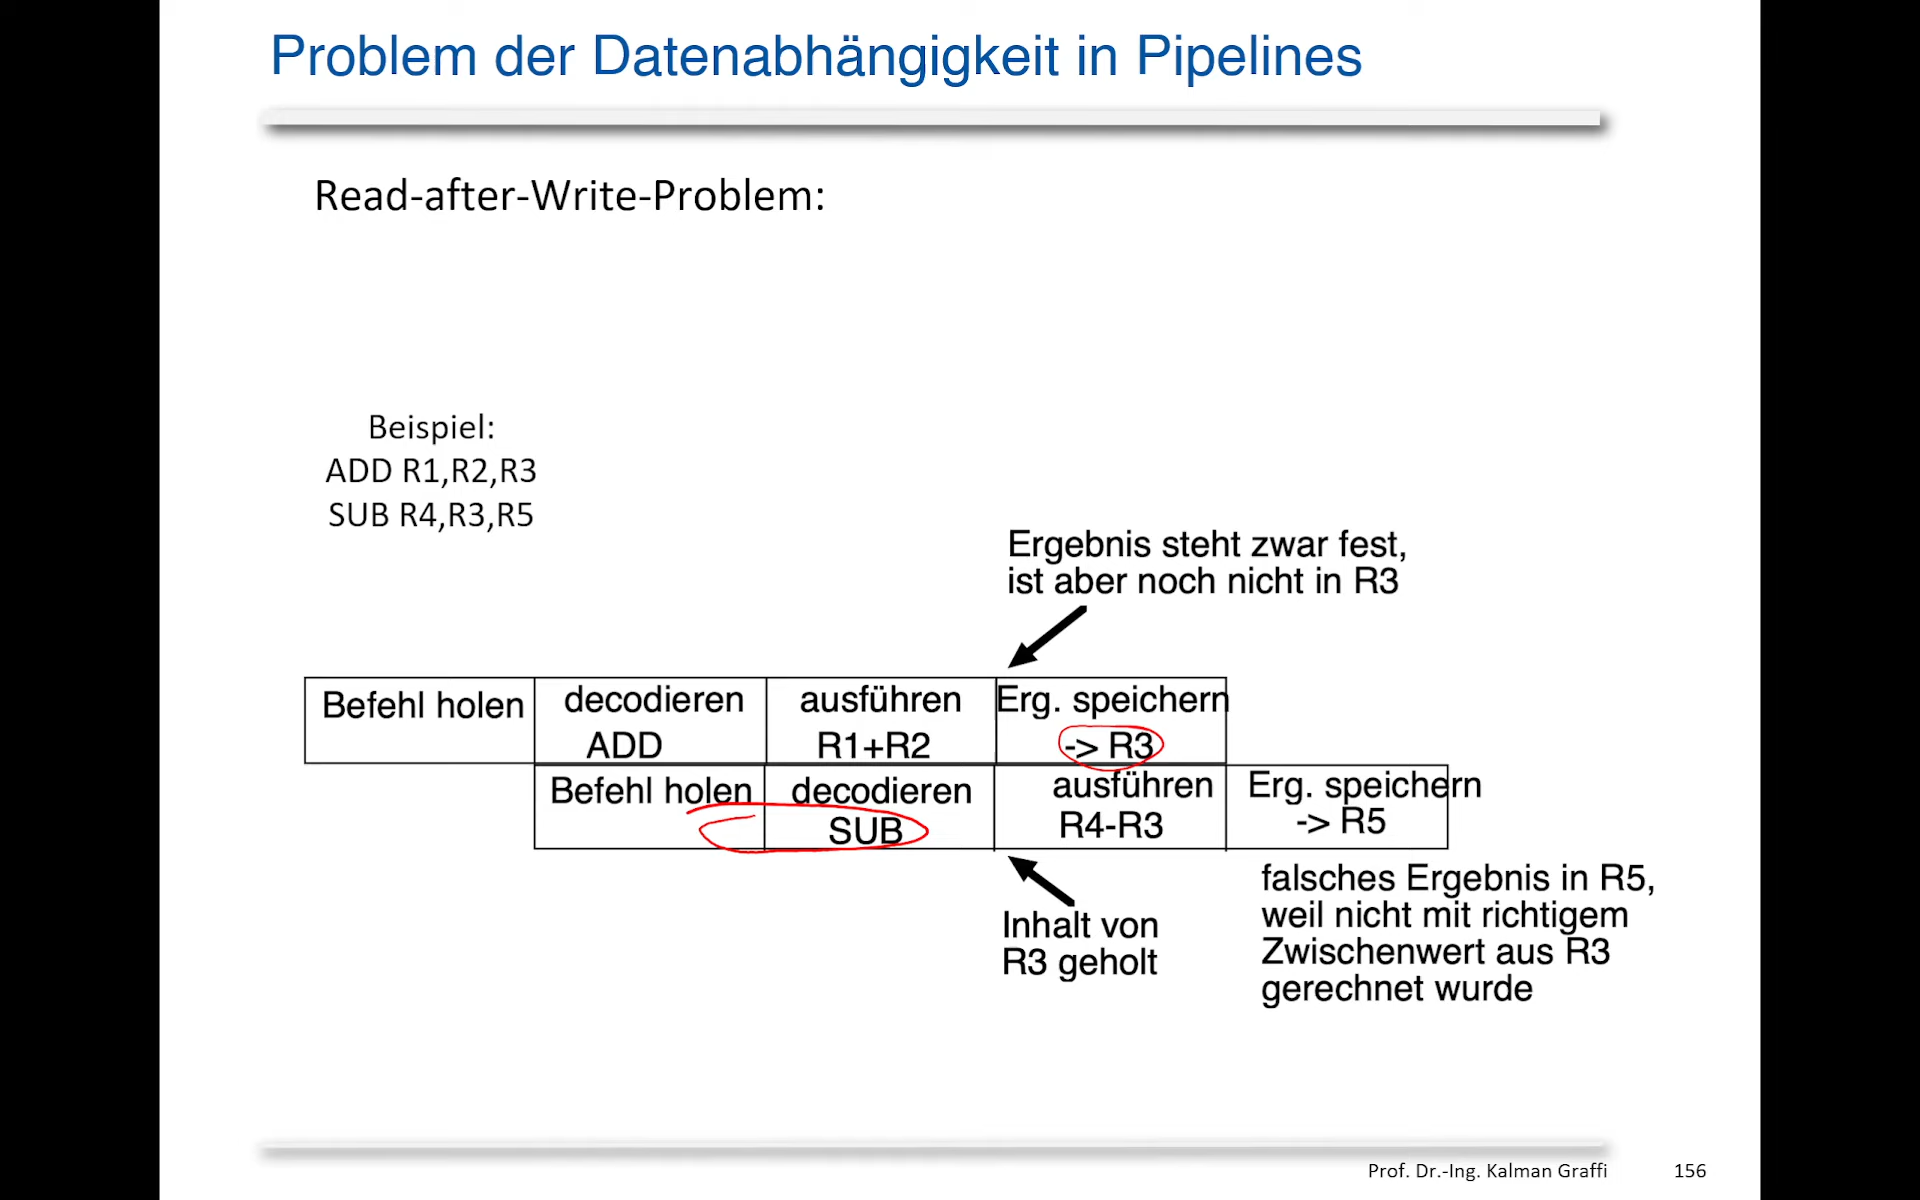 Problem der Datenabhängigkeit in Pipelines
Read-after-Write-Problem:
Beispiel:
ADD R1,R2,R3
SUB R4,R3,R5
Ergebnis steht zwar fest,
ist aber noch nicht in R3
Befehl holen decodieren ausführen Erg. speichern
ADD R1+R2 -> R3
Befehl holen decodieren ausführen Erg. speichern
SUB R4-R3 -> R5
Inhalt von
R3 geholt
falsches Ergebnis in R5,
weil nicht mit richtigem
Zwischenwert aus R3
gerechnet wurde
Prof. Dr.-Ing. Kalman Graffi 156